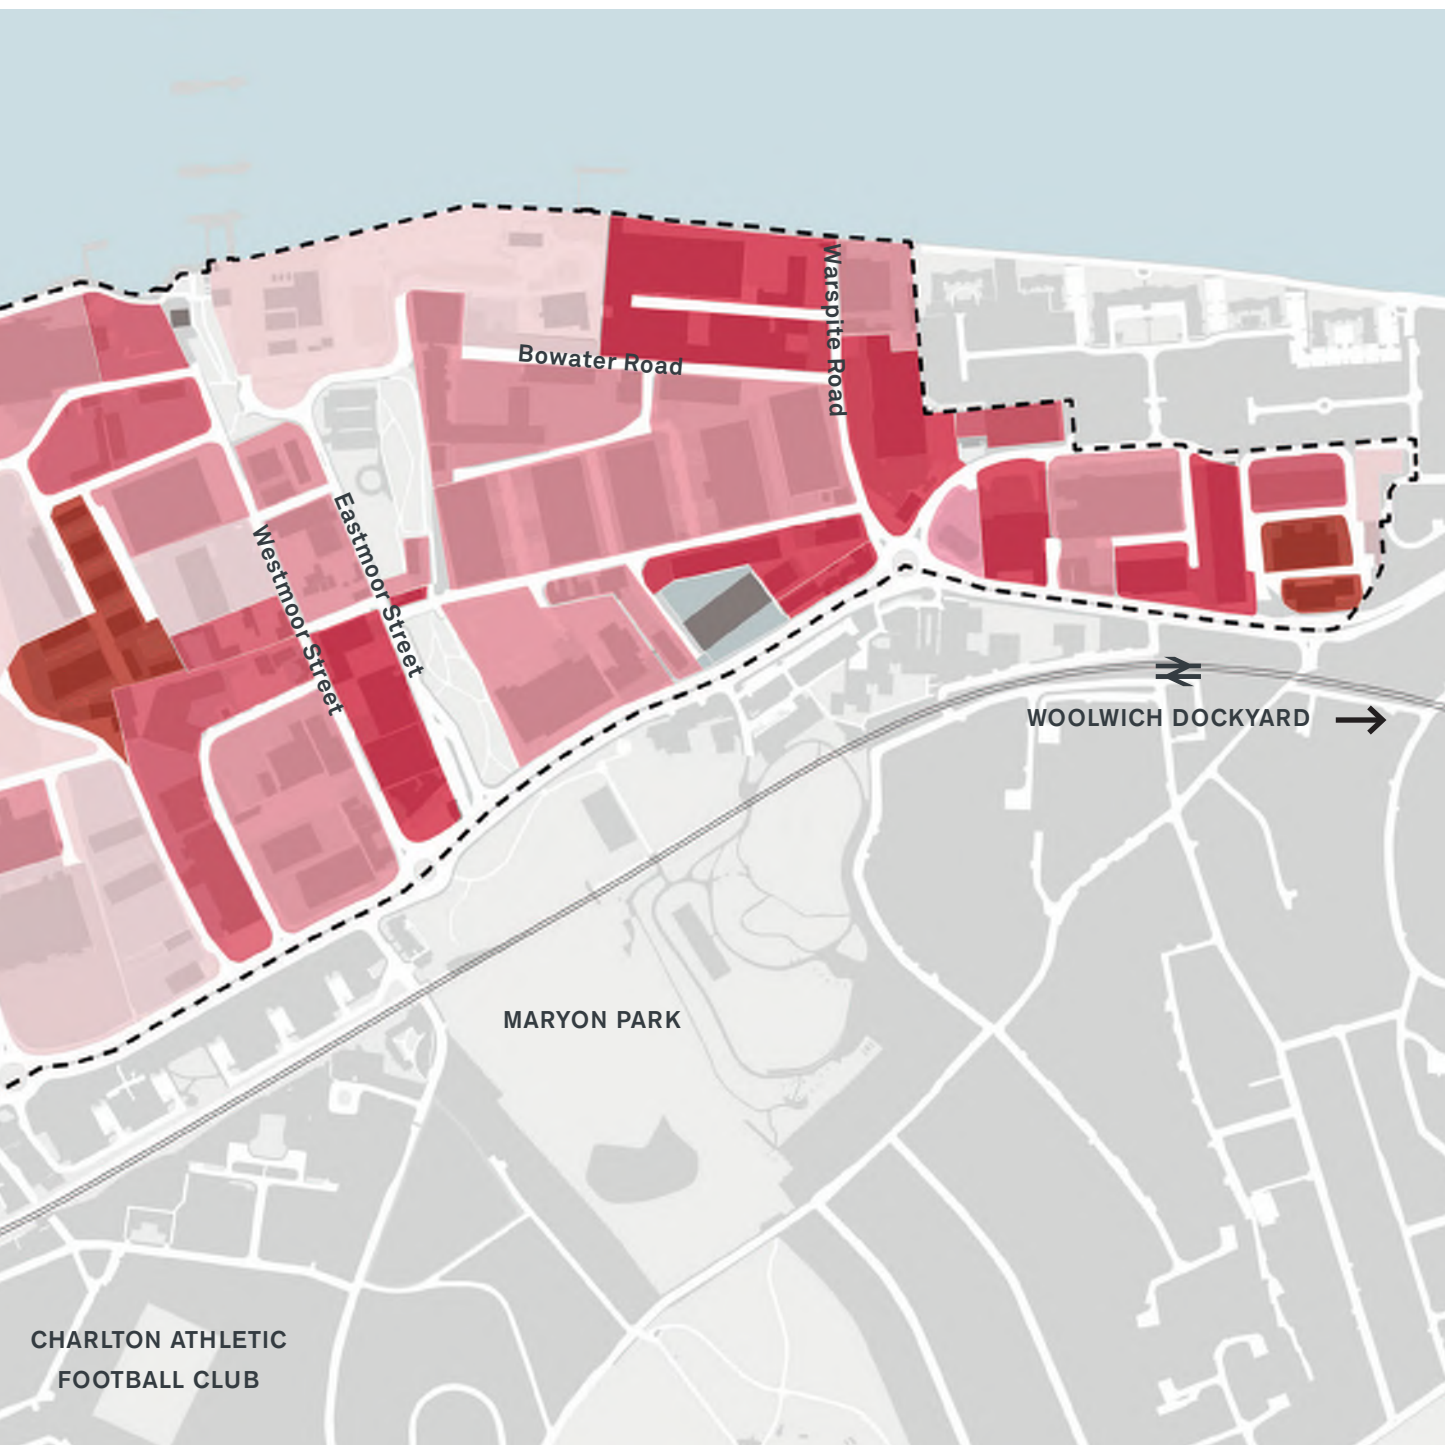 Warspite Road
Bowater Road
Eastmoor Street
Westmoor Street
WOOLWICH DOCKYARD
MARYON PARK
CHARLTON ATHLETIC
FOOTBALL CLUB